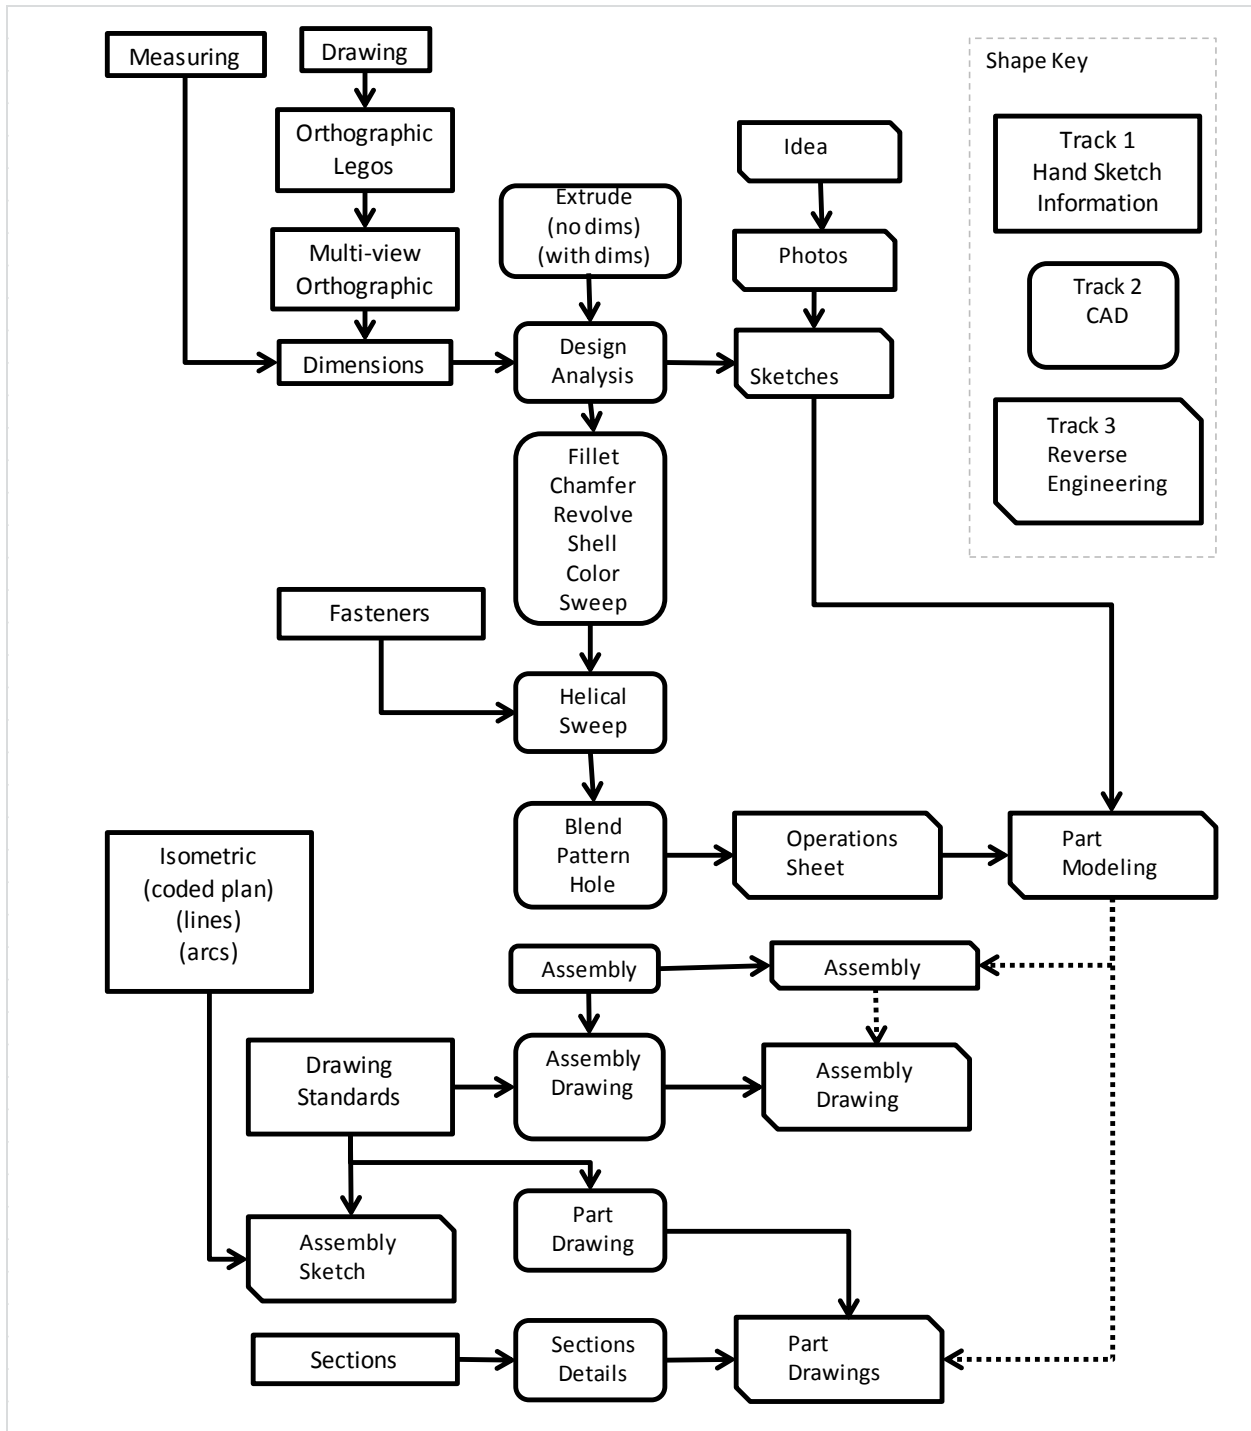 Measuring
Drawing
Orthographic
Legos
Multi-view
Orthographic
Dimensions
Extrude
(no dims)
(with dims)
Design
Analysis
Idea
Photos
Sketches
Shape Key
Track 1
Hand Sketch
Information
Track 2
CAD
Track 3
Reverse
Engineering
Fillet
Chamfer
Revolve
Shell
Color
Sweep
Fasteners
Helical
Sweep
Blend
Pattern
Hole
Operations
Sheet
Part
Modeling
Isometric
(coded plan)
(lines)
(arcs)
Assembly
Assembly
Drawing
Standards
Assembly
Drawing
Assembly
Drawing
Assembly
Sketch
Part
Drawing
Sections
Sections
Details
Part
Drawings